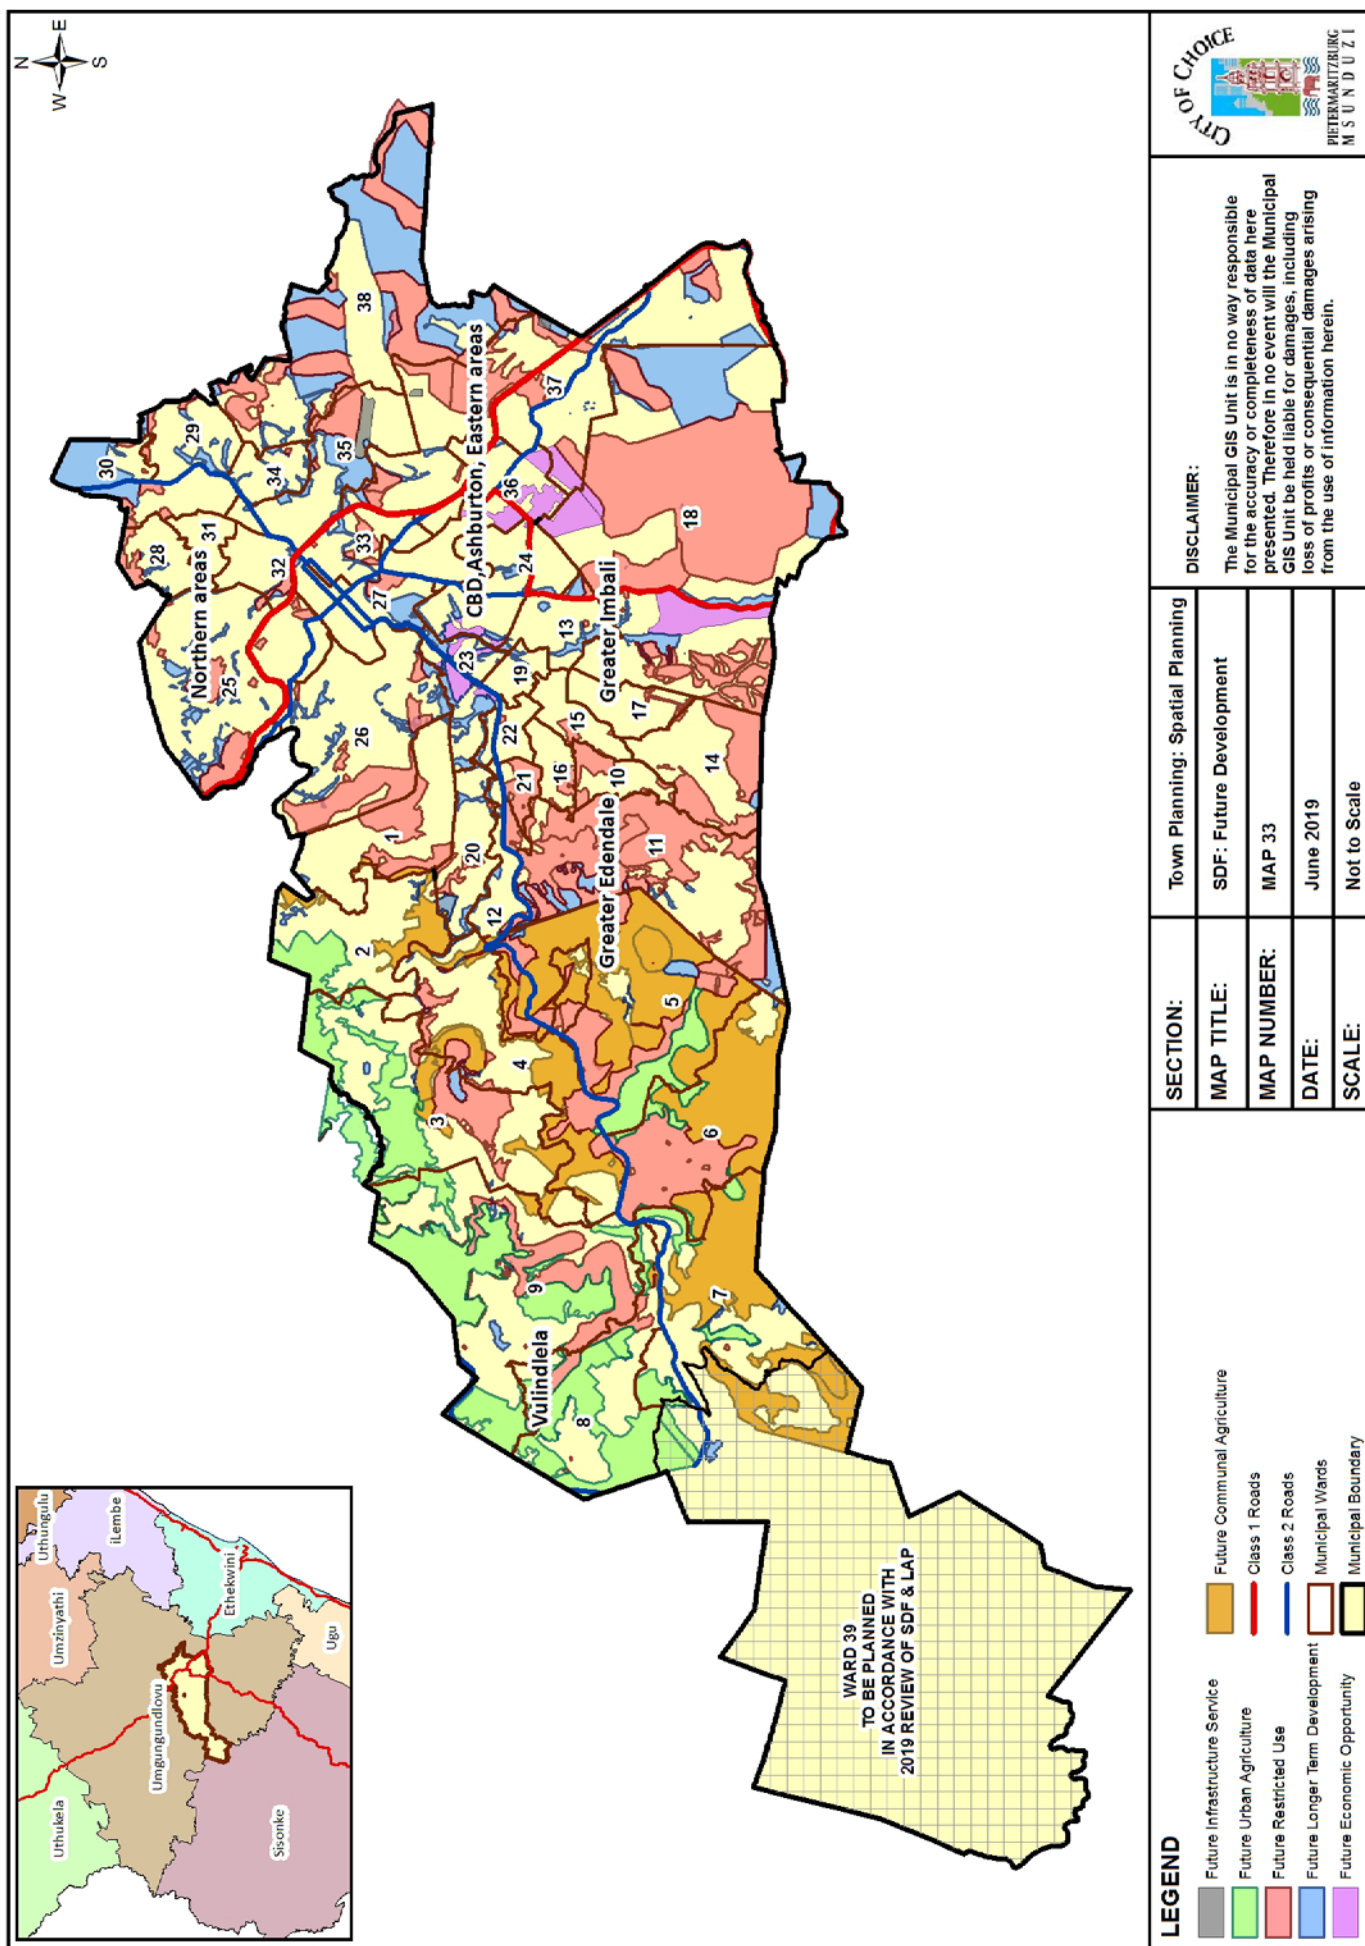 N
W
E
S
Uthukela
Umzinyathi
Uthungulu
iLembe
Umgungundlovu
Ethekwini
Sisonke
Ugu
Northern areas
CBD,Ashburton, Eastern areas
Greater Imbali
Greater Edendale
Vulindlela
1
2
3
4
5
6
7
8
9
10
11
12
13
14
15
16
17
18
19
20
21
22
23
24
25
26
27
28
29
30
31
32
33
34
35
36
37
38
WARD 39
TO BE PLANNED
IN ACCORDANCE WITH
2019 REVIEW OF SDF & LAP
LEGEND
Future Infrastructure Service
Future Urban Agriculture
Future Restricted Use
Future Longer Term Development
Future Economic Opportunity
Future Communal Agriculture
Class 1 Roads
Class 2 Roads
Municipal Wards
Municipal Boundary
SECTION: Town Planning: Spatial Planning
MAP TITLE: SDF: Future Development
MAP NUMBER: MAP 33
DATE: June 2019
SCALE: Not to Scale
DISCLAIMER:
The Municipal GIS Unit is in no way responsible
for the accuracy or completeness of data here
presented. Therefore in no event will the Municipal
GIS Unit be held liable for damages, including
loss of profits or consequential damages arising
from the use of information herein.
CITY OF CHOICE
PIETERMARITZBURG
MSUNDUZI